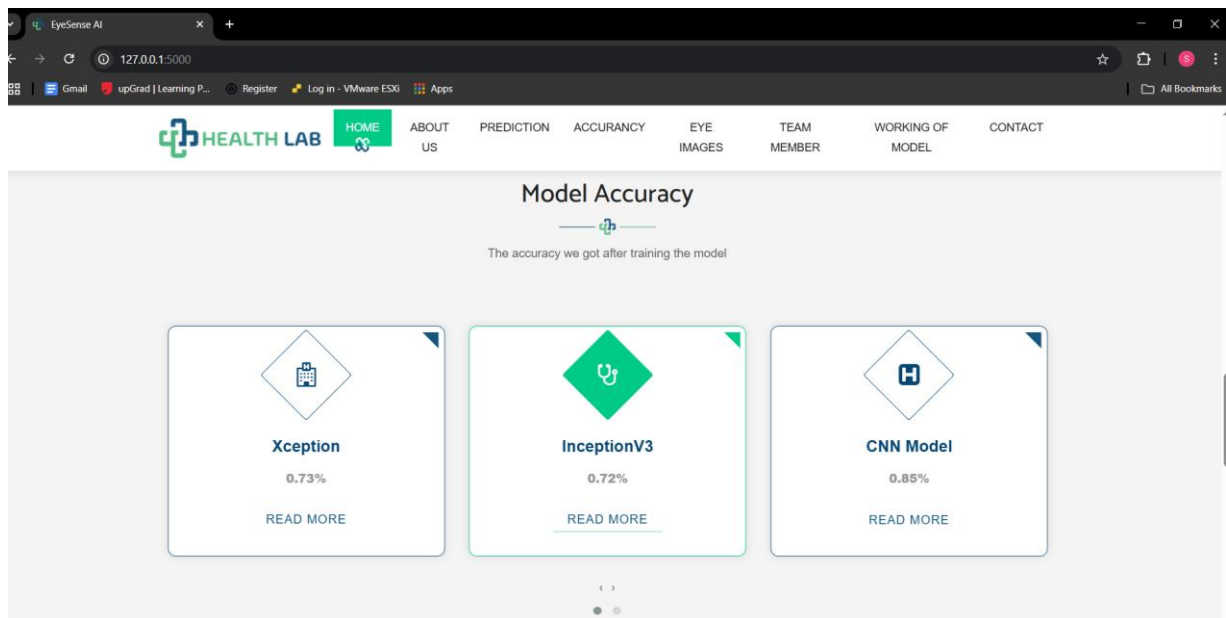 EyeSense AI
127.0.0.1:5000
Gmail upGrad | Learning P... Register Log in - VMware ESXi Apps All Bookmarks
HEALTH LAB
HOME ABOUT US PREDICTION ACCURANCY EYE IMAGES TEAM MEMBER WORKING OF MODEL CONTACT
Model Accuracy
The accuracy we got after training the model
Xception
0.73%
READ MORE
InceptionV3
0.72%
READ MORE
CNN Model
0.85%
READ MORE